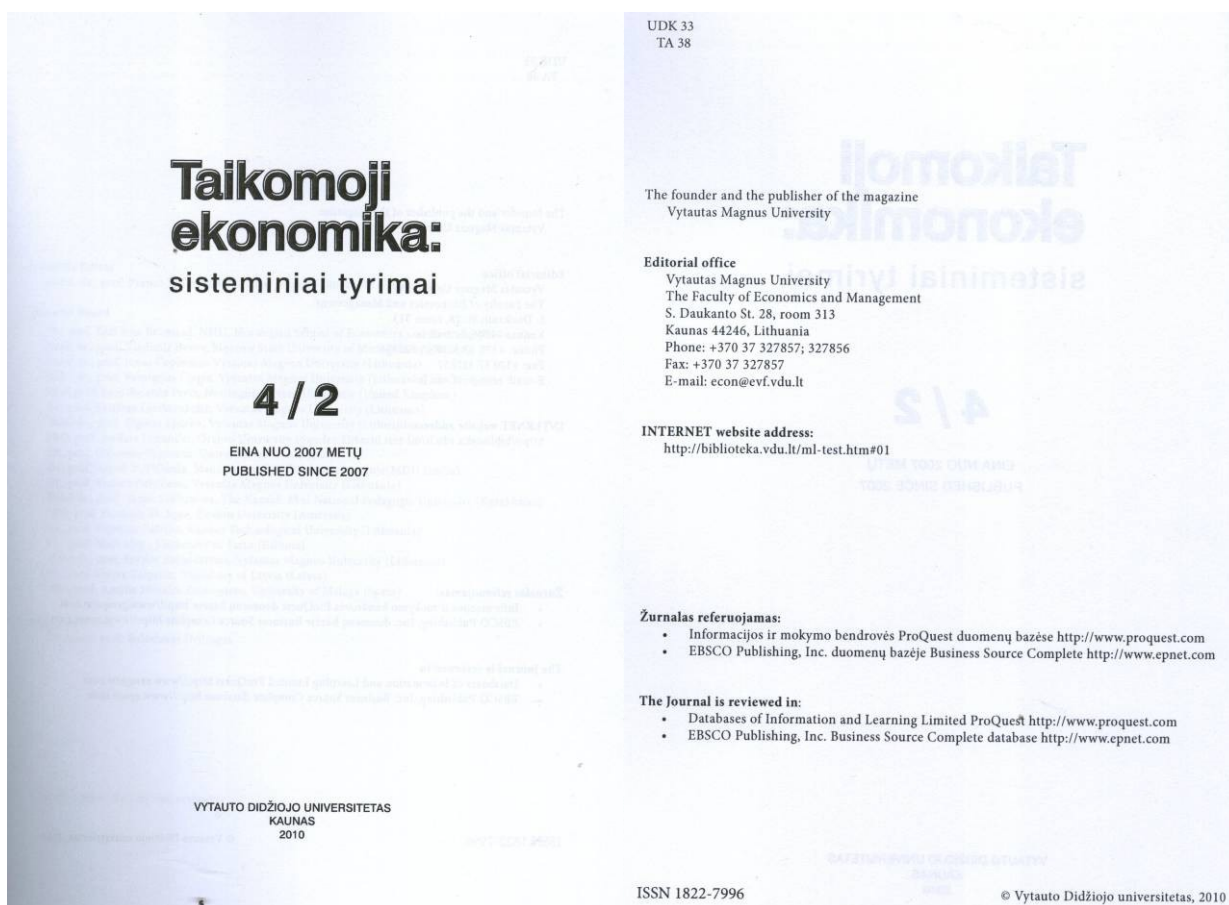 Taikomoji
ekonomika:
sisteminiai tyrimai
4 / 2
EINA NUO 2007 METŲ
PUBLISHED SINCE 2007
VYTAUTO DIDŽIOJO UNIVERSITETAS
KAUNAS
2010
UDK 33
TA 38
The founder and the publisher of the magazine
Vytautas Magnus University
Editorial office
Vytautas Magnus University
The Faculty of Economics and Management
S. Daukanto St. 28, room 313
Kaunas 44246, Lithuania
Phone: +370 37 327857; 327856
Fax: +370 37 327857
E-mail: econ@evf.vdu.lt
INTERNET website address:
http://biblioteka.vdu.lt/ml-test.htm#01
Žurnalas referuojamas:
• Informacijos ir mokymo bendrovės ProQuest duomenų bazėse http://www.proquest.com
• EBSCO Publishing, Inc. duomenų bazėje Business Source Complete http://www.epnet.com
The Journal is reviewed in:
• Databases of Information and Learning Limited ProQuest http://www.proquest.com
• EBSCO Publishing, Inc. Business Source Complete database http://www.epnet.com
ISSN 1822-7996
© Vytauto Didžiojo universitetas, 2010